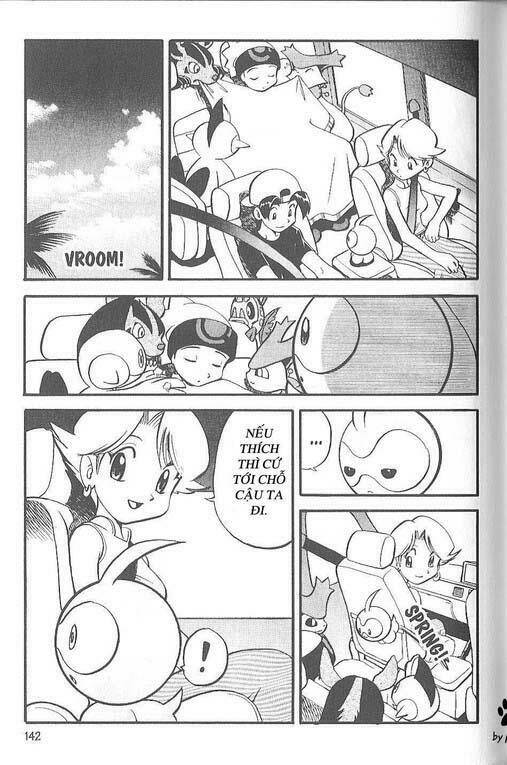 VROOM!
...
NẾU
THÍCH
THÌ CỨ
TỚI CHỖ
CẬU TA
ĐI.
!
SPRING!
142
by